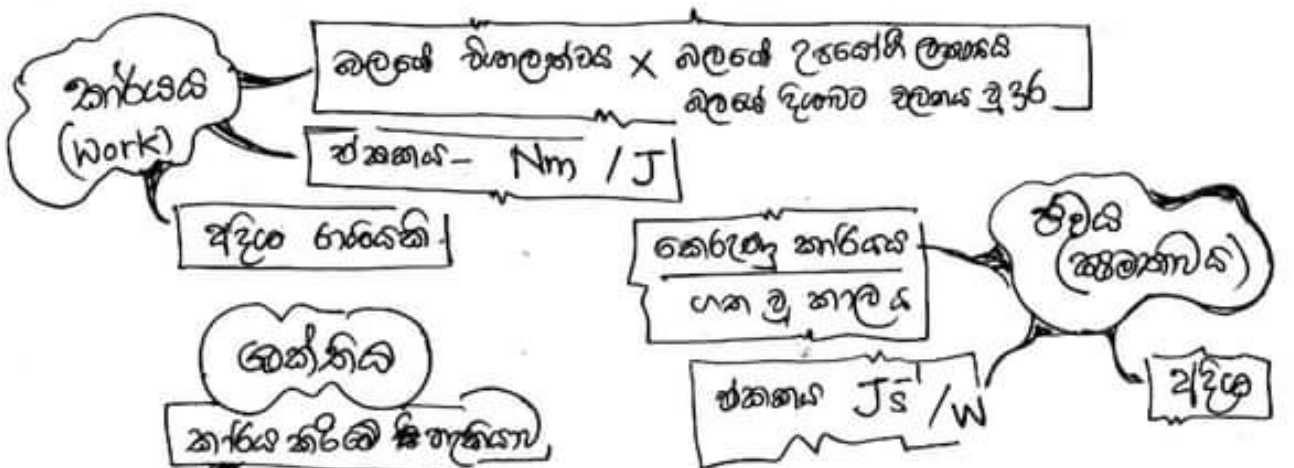 කාර්යය
(Work)
බලයේ විශාලත්වය × බලයේ උපයෝගී ලක්ෂ්‍යය
බලයේ දිශාවට චලනය වූ දුර
ඒකකය - Nm / J
අදිශ රාශියකි.
ජවය
(ක්ෂමතාවය)
කෙරුණු කාර්යය
ගත වූ කාලය
ඒකකය Js⁻ /W
අදිශ
ශක්තිය
කාර්ය කිරීමේ හැකියාව